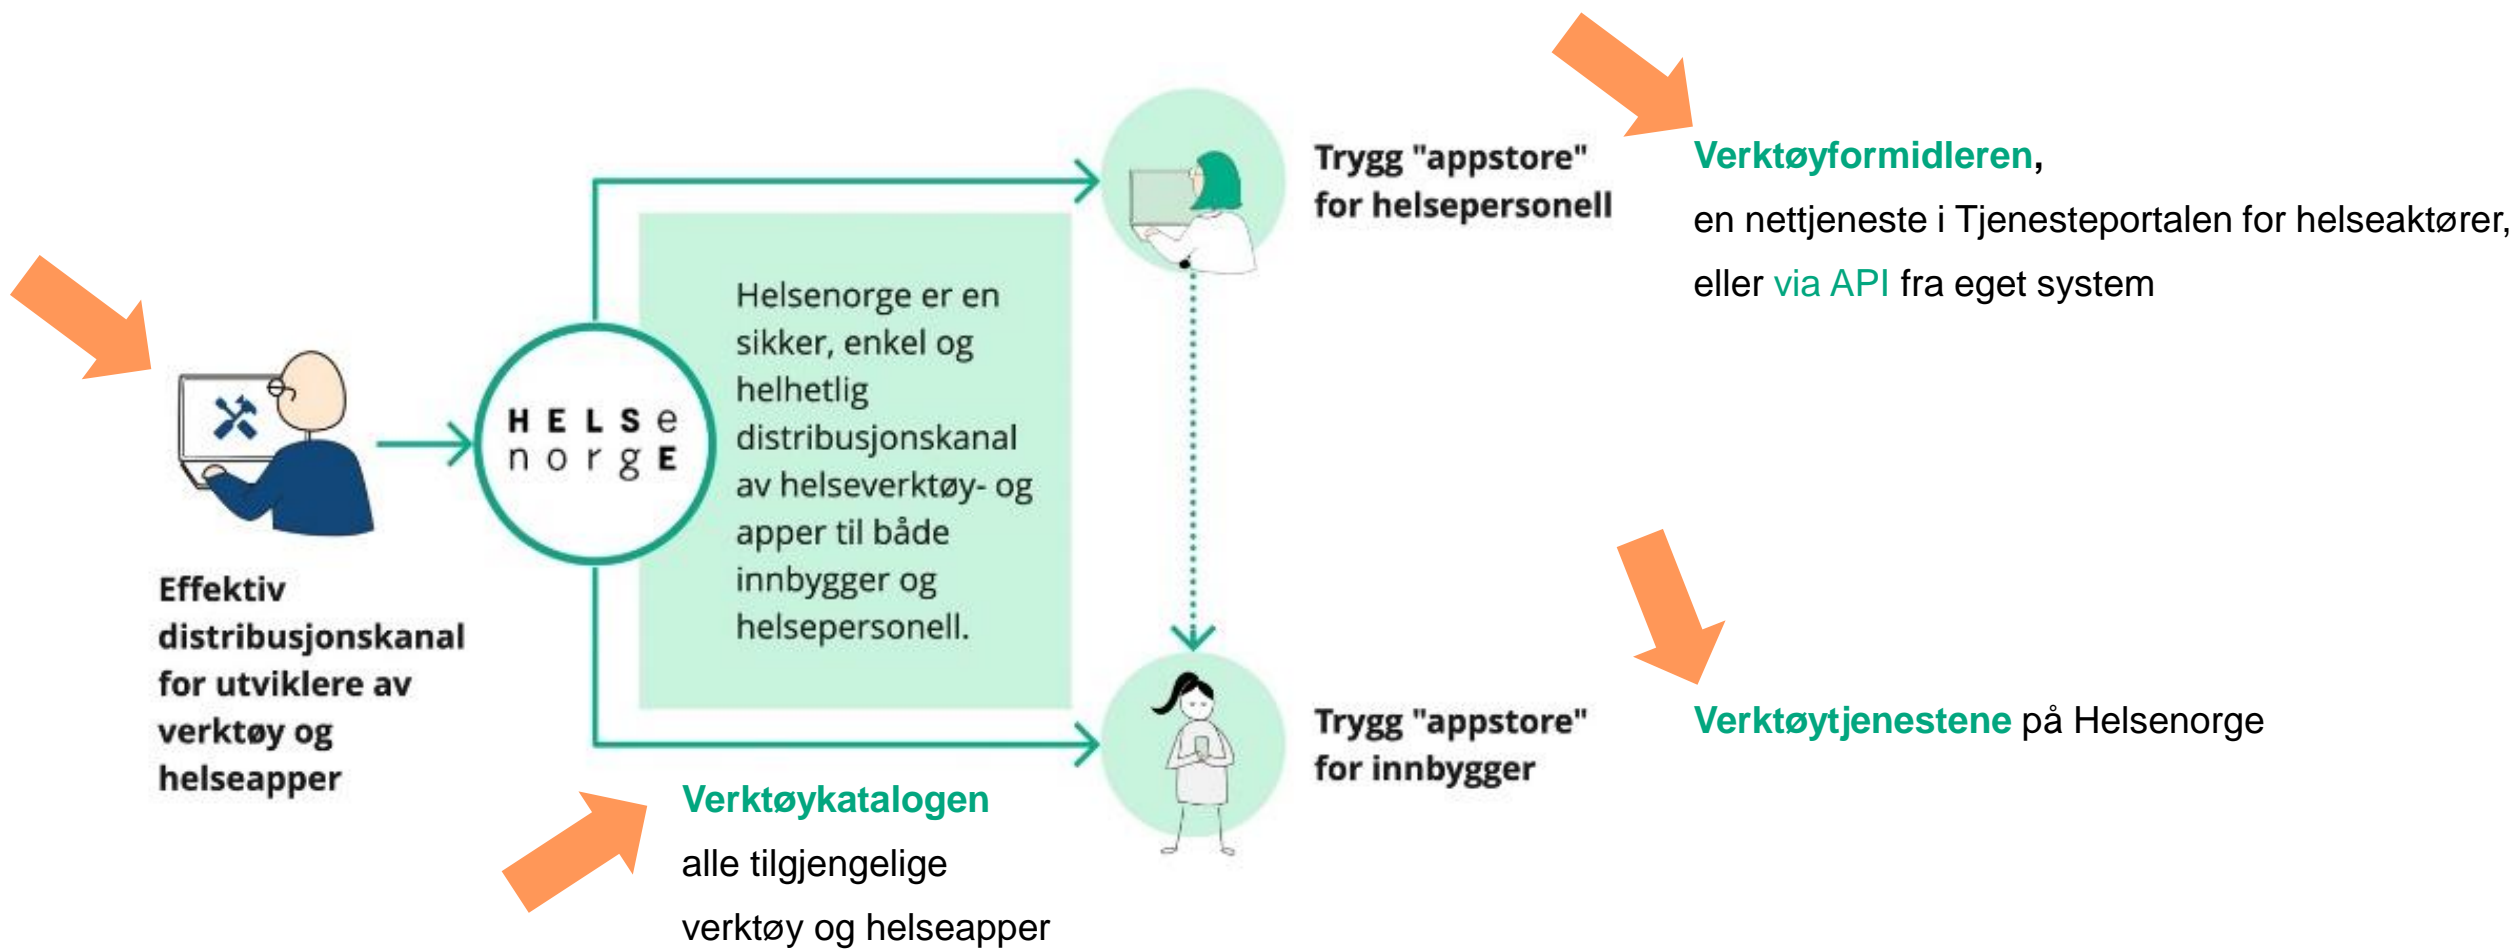 Effektiv
distribusjonskanal
for utviklere av
verktøy og
helseapper
HELSe
norgE
Helsenorge er en
sikker, enkel og
helhetlig
distribusjonskanal
av helseverktøy- og
apper til både
innbygger og
helsepersonell.
Trygg "appstore"
for helsepersonell
Verktøyformidleren,
en nettjeneste i Tjenesteportalen for helseaktører,
eller via API fra eget system
Trygg "appstore"
for innbygger
Verktøytjenestene på Helsenorge
Verktøykatalogen
alle tilgjengelige
verktøy og helseapper